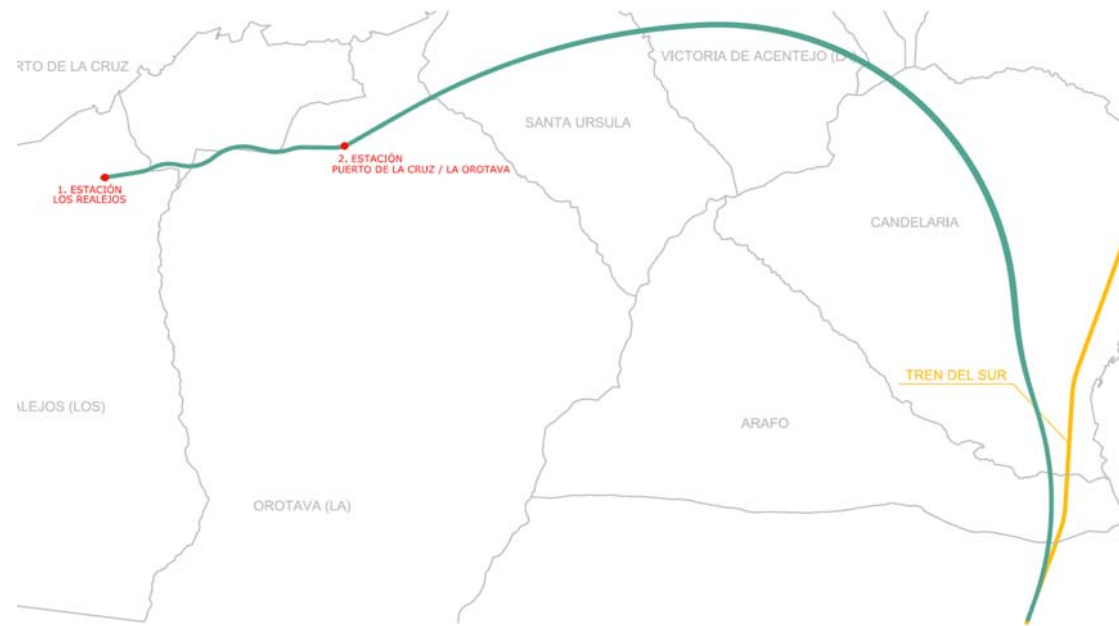 RTO DE LA CRUZ
VICTORIA DE ACENTEJO (LA)
SANTA URSULA
2. ESTACIÓN
PUERTO DE LA CRUZ / LA OROTAVA
1. ESTACIÓN
LOS REALEJOS
CANDELARIA
TREN DEL SUR
ALEJOS (LOS)
ARAFO
OROTAVA (LA)